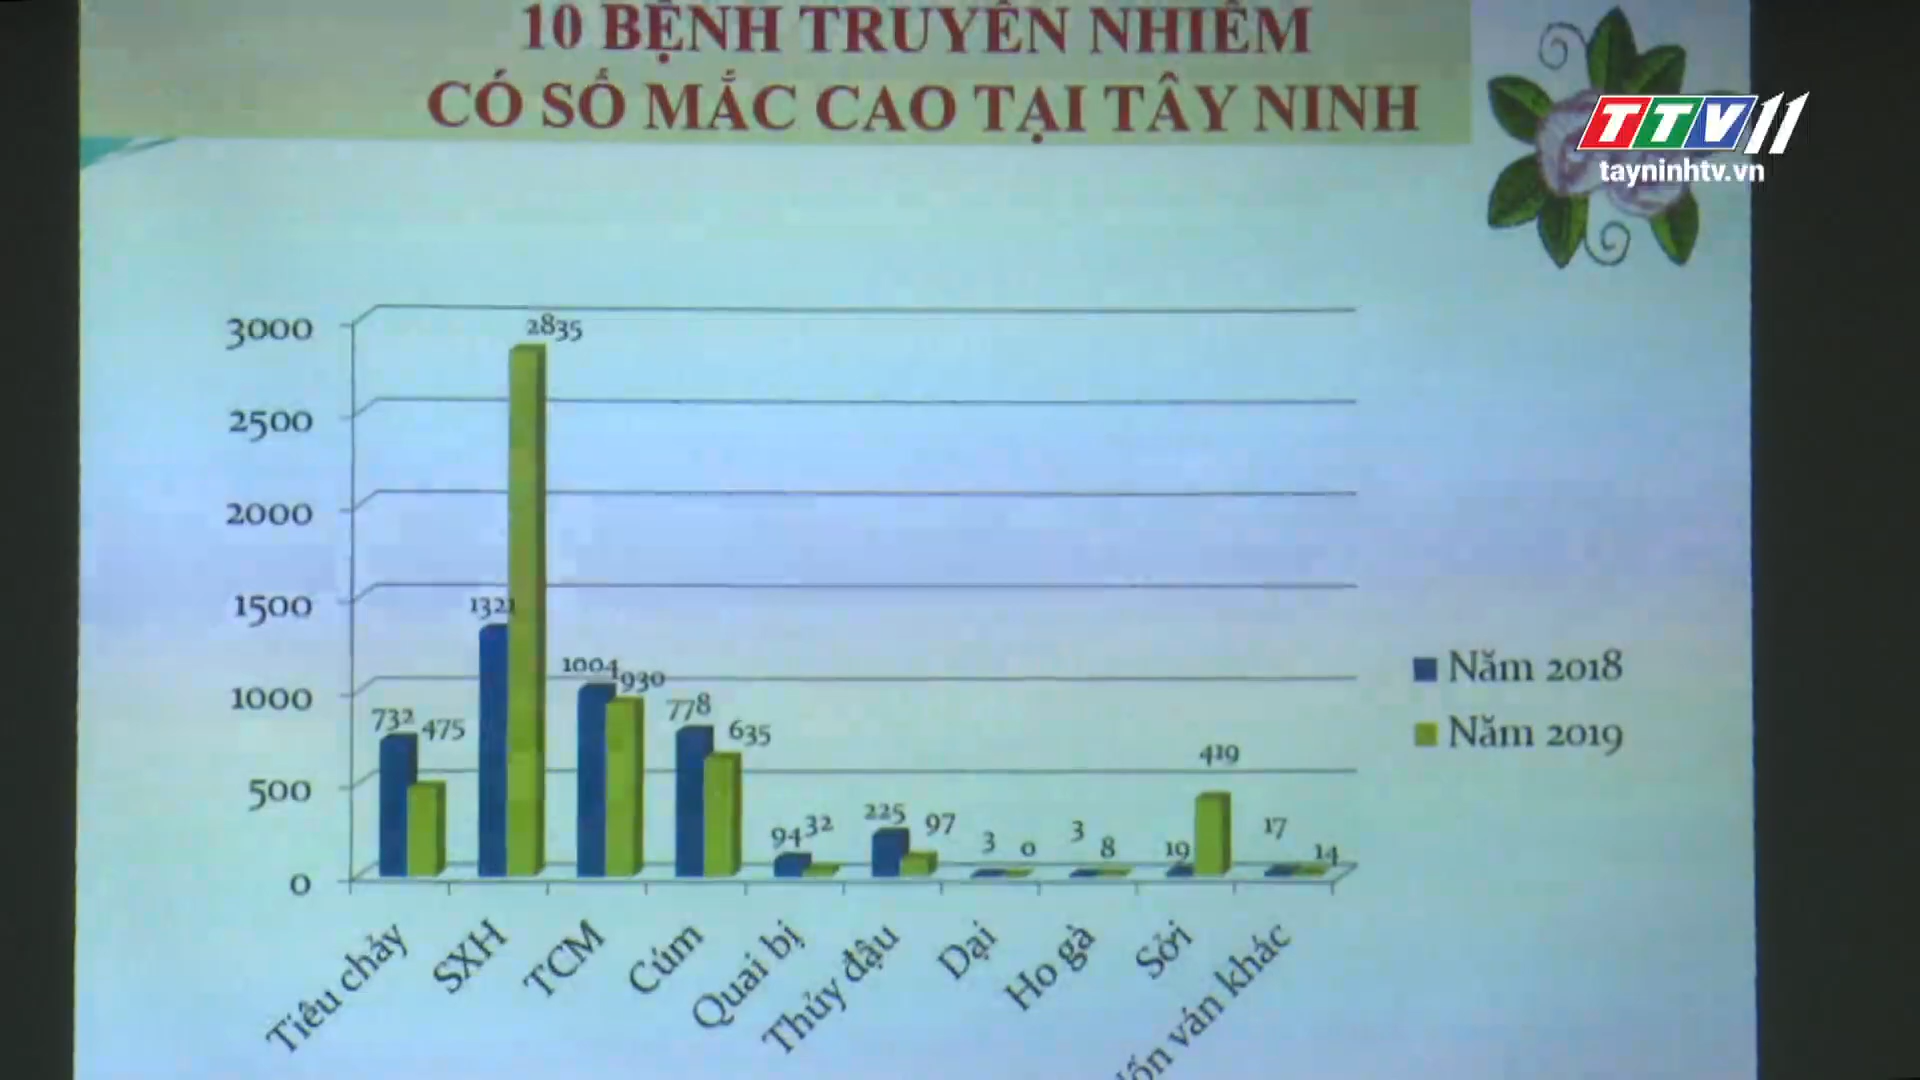 10 BỆNH TRUYỀN NHIỄM
CÓ SỐ MẮC CAO TẠI TÂY NINH
TTV11
tayninhtv.vn
3000
2500
2000
1500
1000
500
0
732 475
1321 2835
1004 930
778 635
94 32
225 97
3 0
3 8
19 419
17 14
Năm 2018
Năm 2019
Tiêu chảy
SXH
TCM
Cúm
Quai bị
Thủy đậu
Dại
Ho gà
Sởi
ván khác